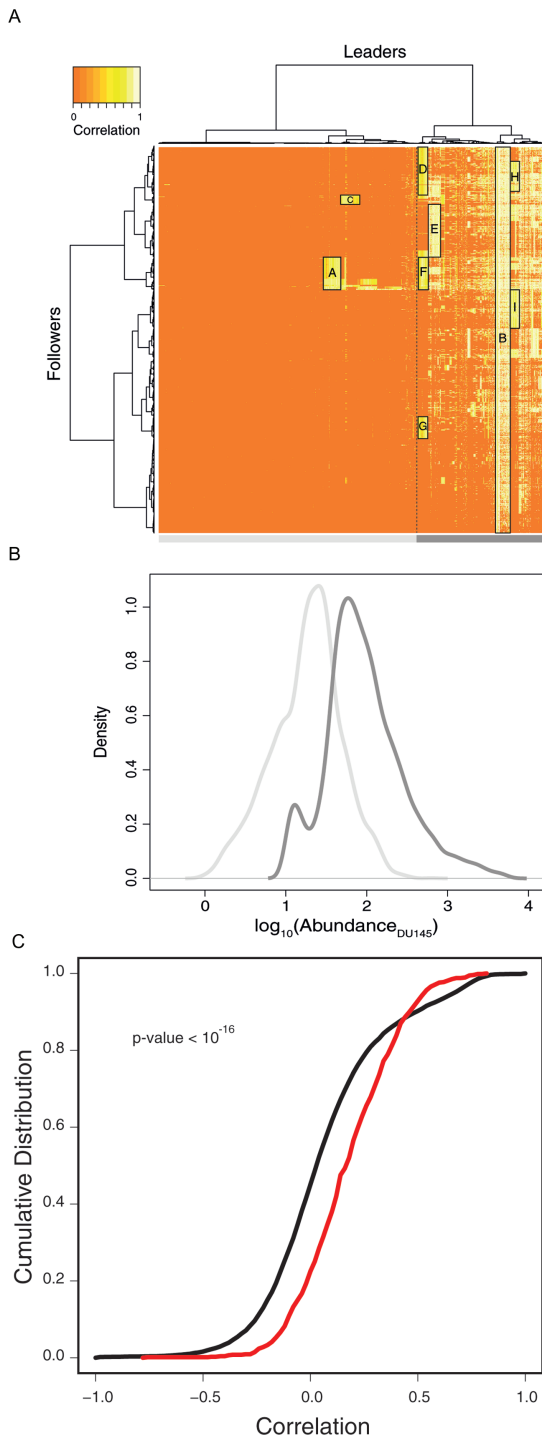 A
Leaders
0 1
Correlation
D
H
C
E
A
F
I
B
G
Followers
B
1.0
0.8
0.6
0.4
0.2
0.0
Density
0 1 2 3 4
log10(AbundanceDU145)
C
1.0
p-value < 10-16
0.8
0.6
0.4
0.2
0.0
Cumulative Distribution
−1.0 −0.5 0.0 0.5 1.0
Correlation